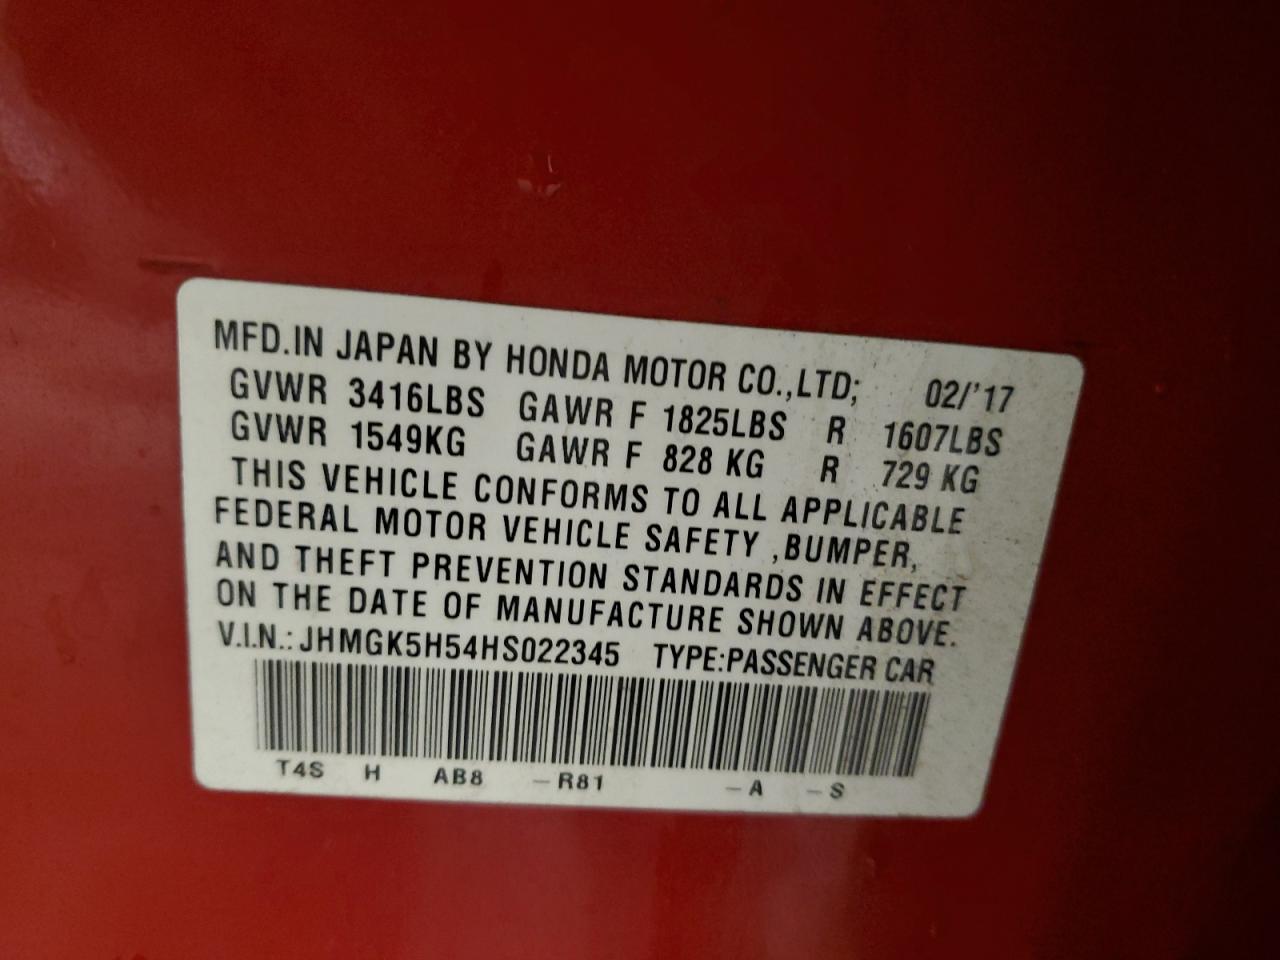 MFD.IN JAPAN BY HONDA MOTOR CO.,LTD; 02/'17
GVWR 3416LBS GAWR F 1825LBS R 1607LBS
GVWR 1549KG GAWR F 828 KG R 729 KG
THIS VEHICLE CONFORMS TO ALL APPLICABLE
FEDERAL MOTOR VEHICLE SAFETY ,BUMPER,
AND THEFT PREVENTION STANDARDS IN EFFECT
ON THE DATE OF MANUFACTURE SHOWN ABOVE.
V.I.N.: JHMGK5H54HS022345 TYPE:PASSENGER CAR
T4S H AB8 -R81 -A -S